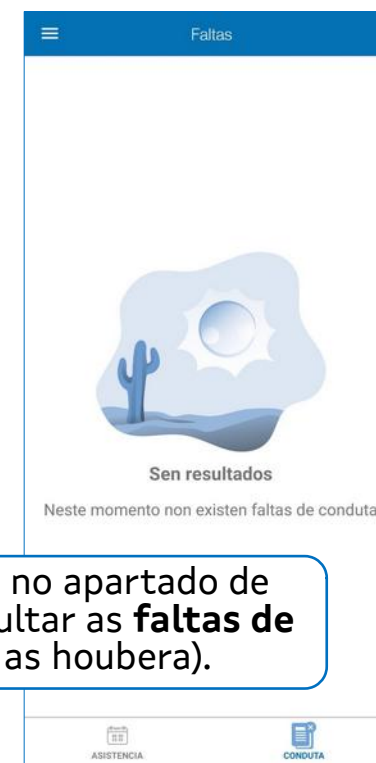 Faltas
Sen resultados
Neste momento non existen faltas de conduta
no apartado de
ultar as faltas de
as houbera).
ASISTENCIA
CONDUTA